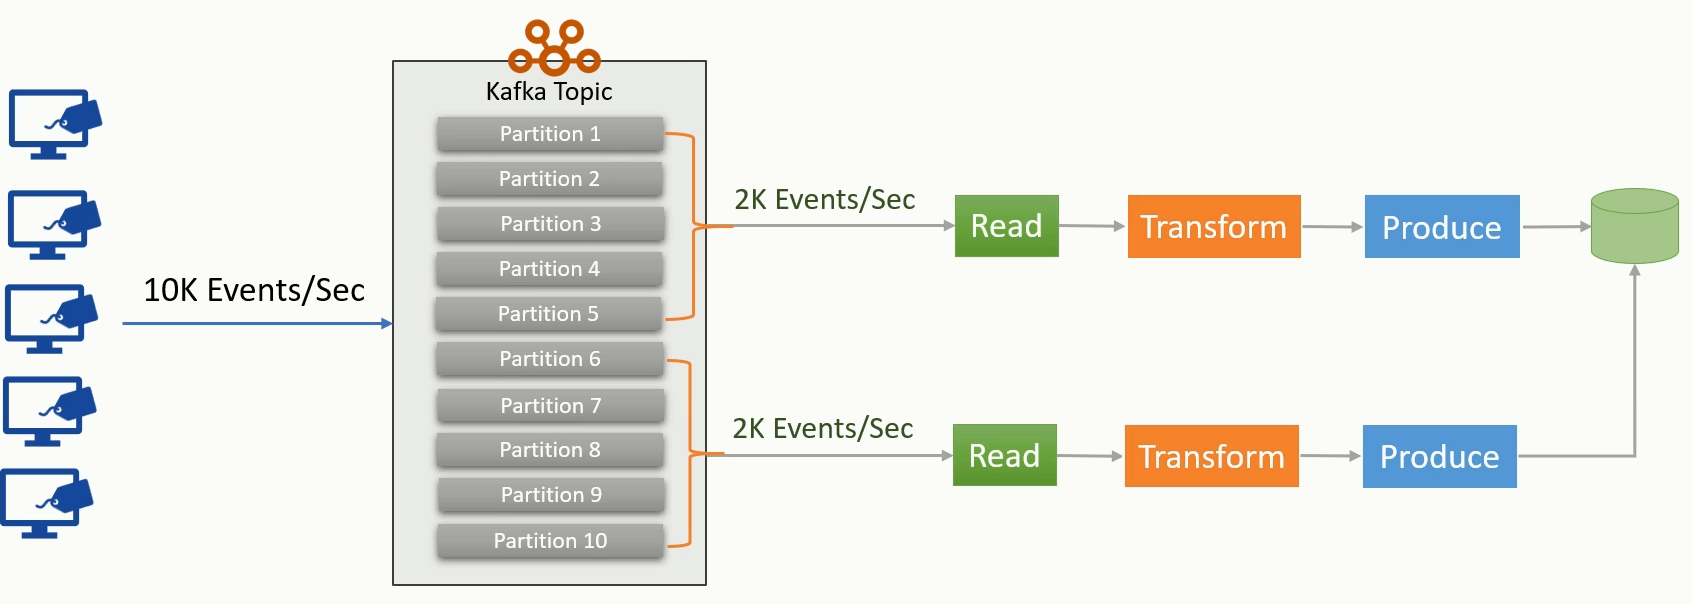 Kafka Topic
Partition 1
Partition 2
Partition 3
Partition 4
Partition 5
Partition 6
Partition 7
Partition 8
Partition 9
Partition 10
10K Events/Sec
2K Events/Sec
Read
Transform
Produce
2K Events/Sec
Read
Transform
Produce